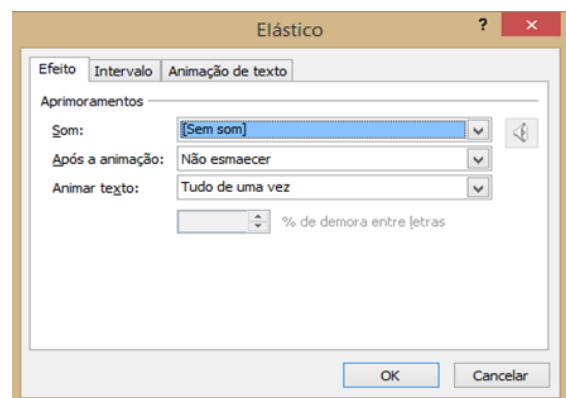 Elástico ?
Efeito Intervalo Animação de texto
Aprimoramentos
Som: [Sem som]
Após a animação: Não esmaecer
Animar texto: Tudo de uma vez
% de demora entre letras
OK Cancelar